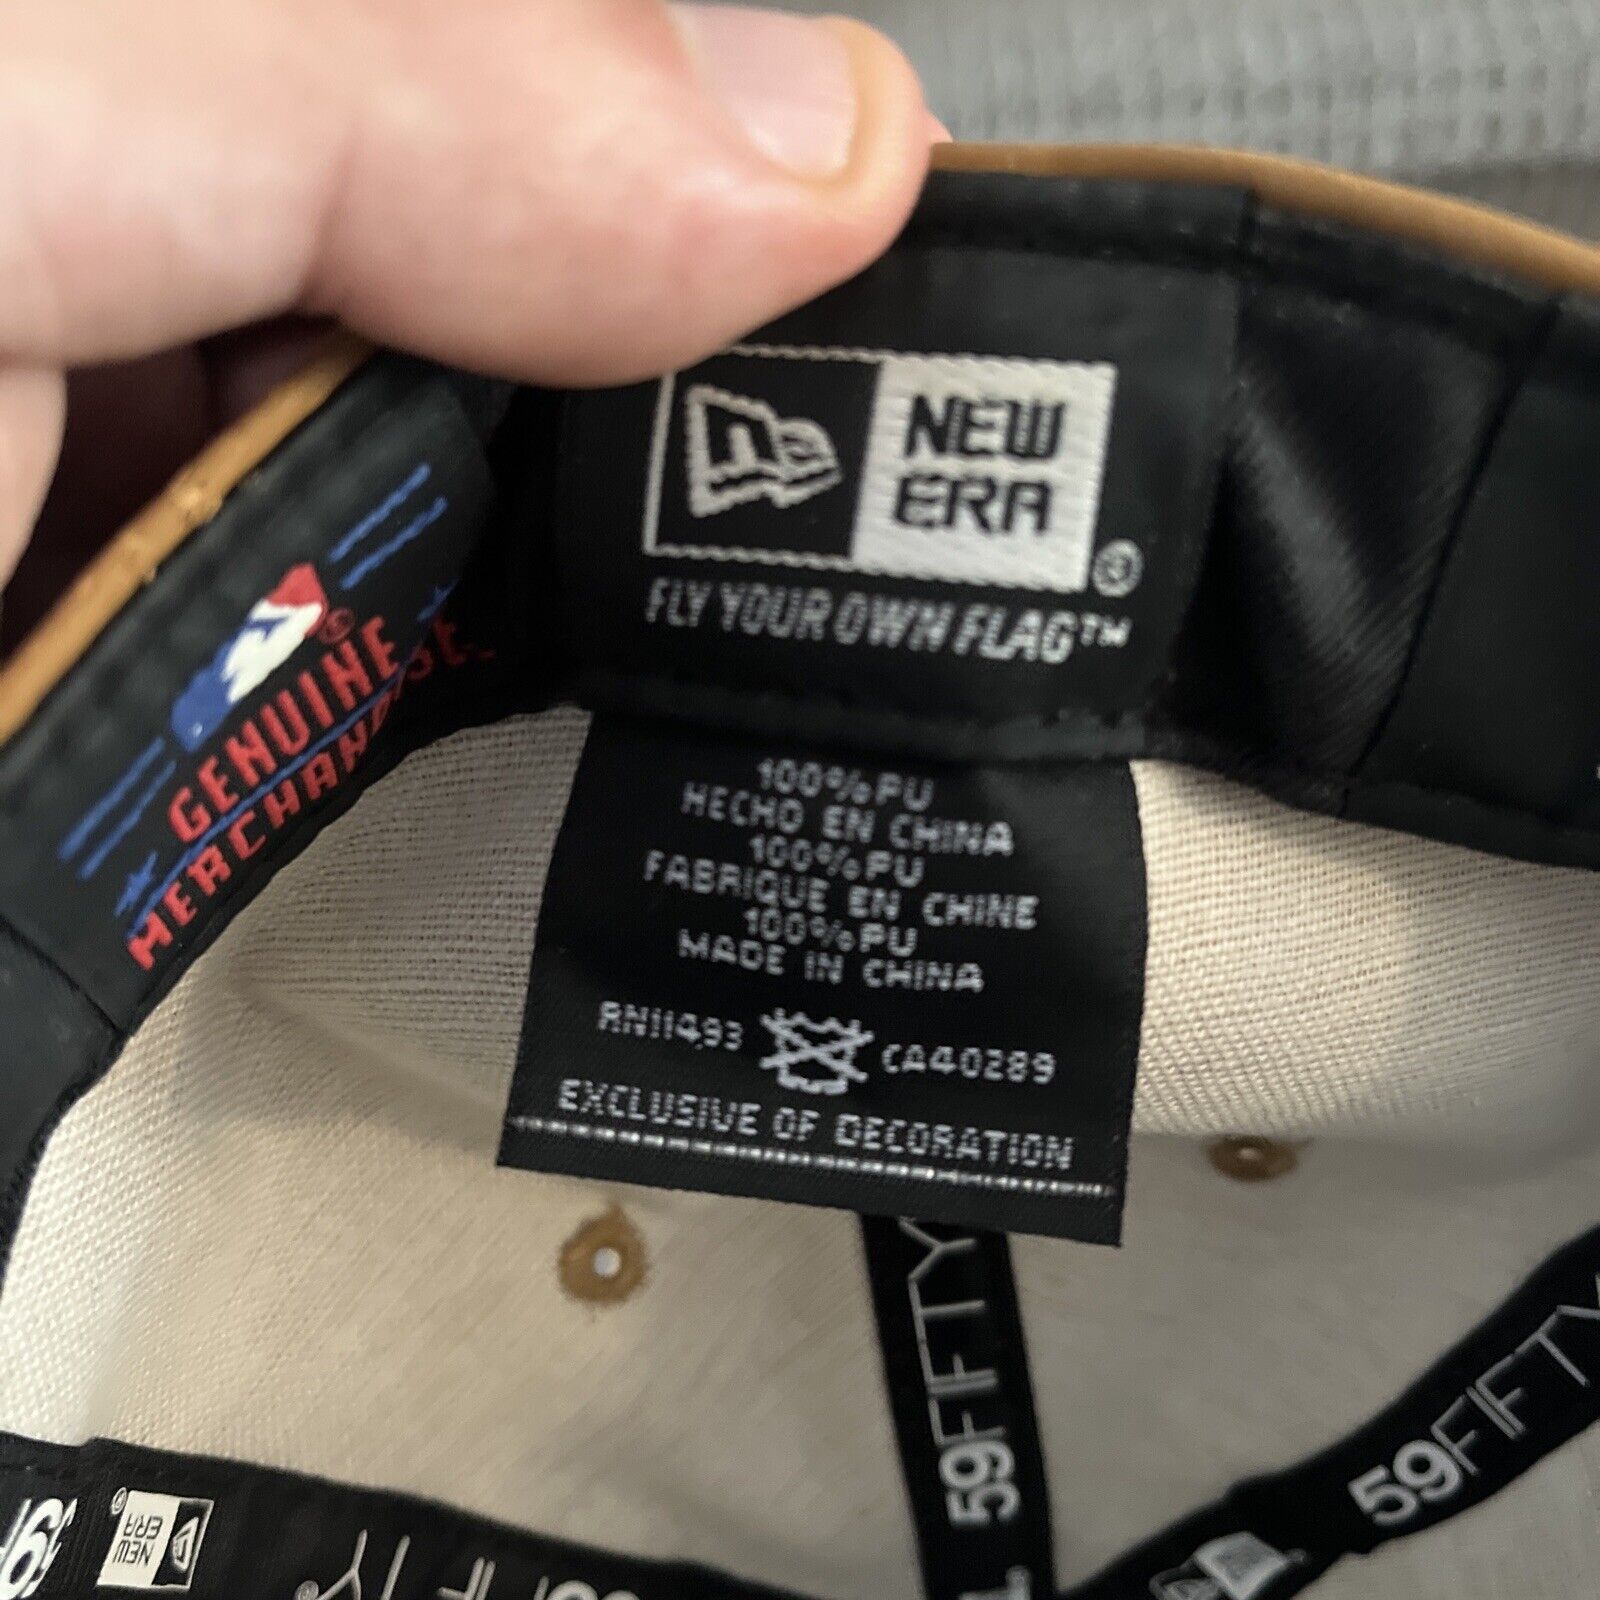 NEW
ERA
®
FLY YOUR OWN FLAG™
GENUINE
MERCHANDISE
100% PU
HECHO EN CHINA
100% PU
FABRIQUE EN CHINE
100% PU
MADE IN CHINA
RN11493 CA40289
EXCLUSIVE OF DECORATION
59FIFTY
59FIFTY
NEW
ERA